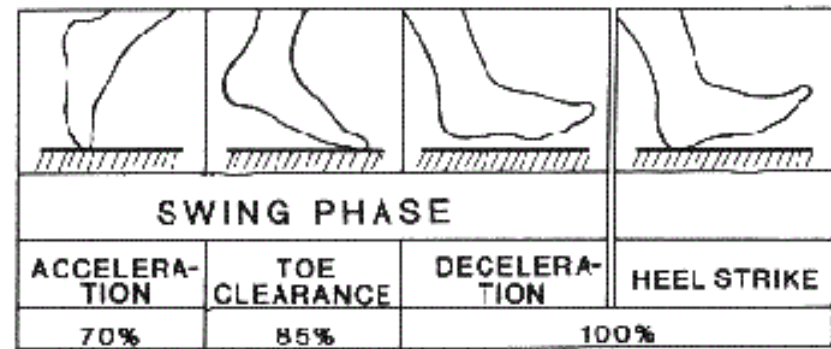 SWING PHASE
ACCELERA-
TION
TOE
CLEARANCE
DECELERA-
TION
HEEL STRIKE
70%
85%
100%